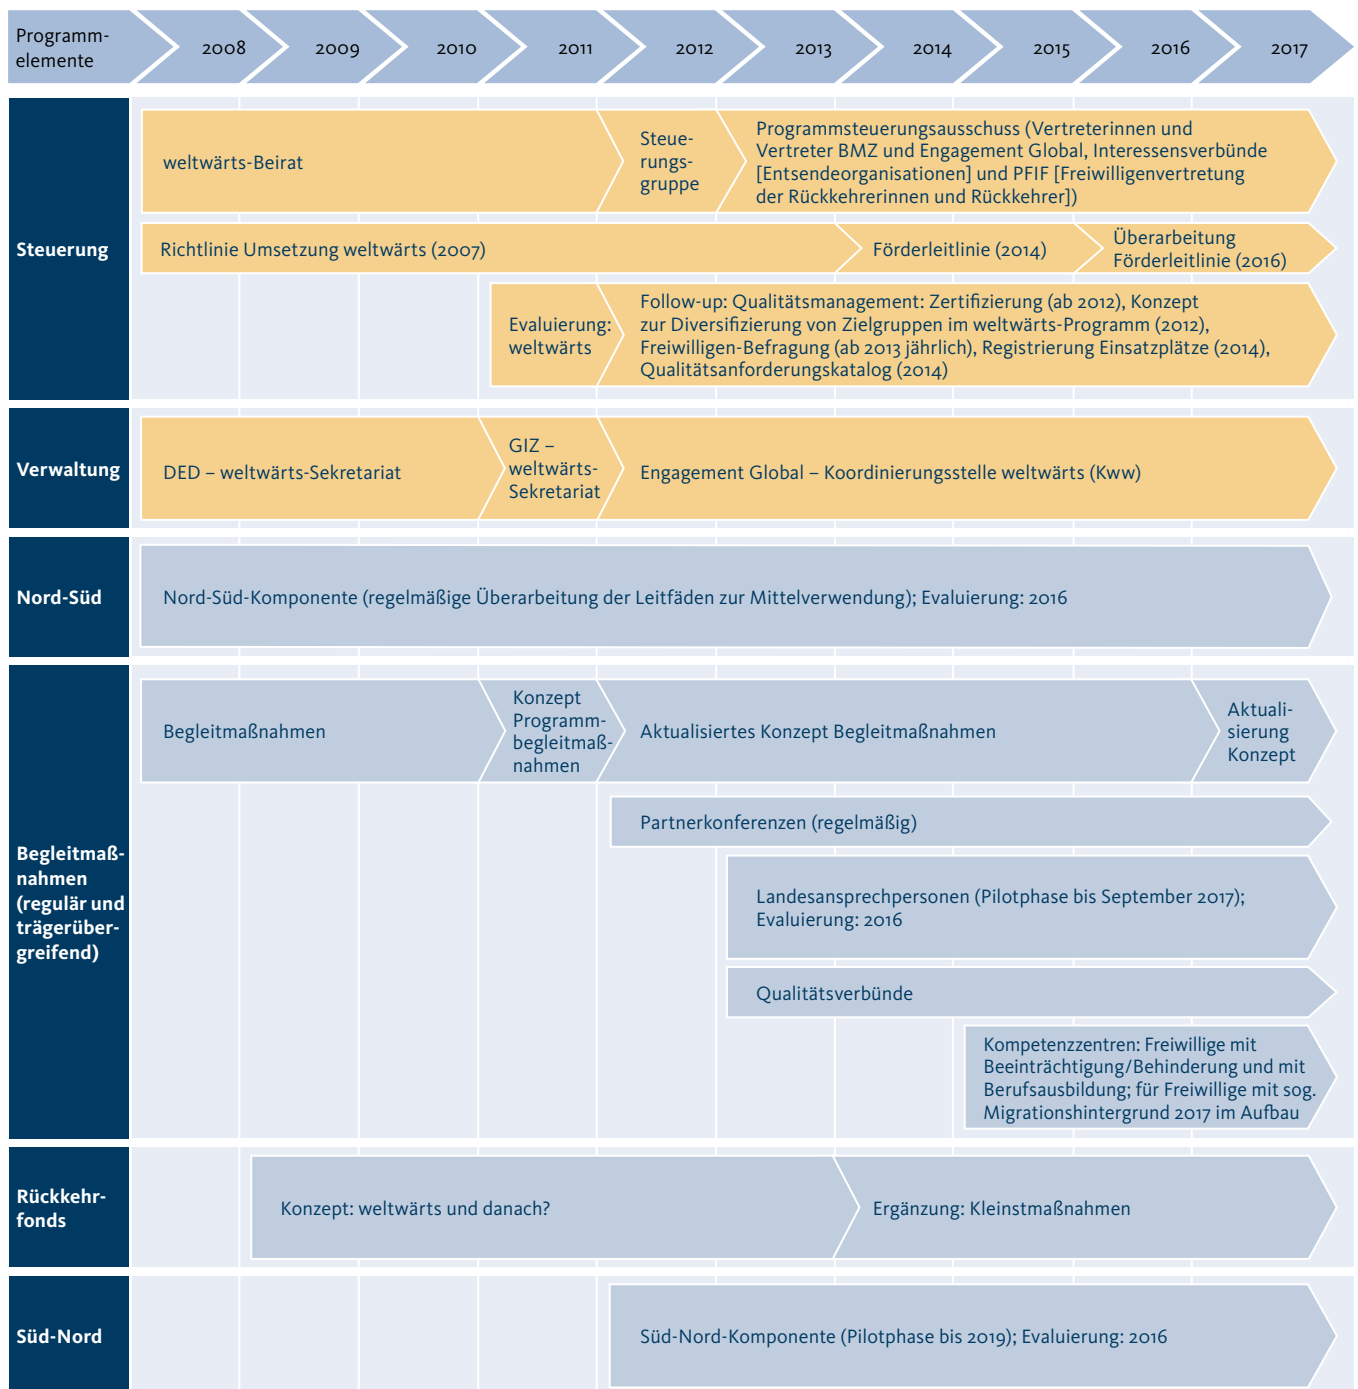 Programm-
elemente
2008
2009
2010
2011
2012
2013
2014
2015
2016
2017
Steuerung
weltwärts-Beirat
Steue-
rungs-
gruppe
Programmsteuerungsausschuss (Vertreterinnen und
Vertreter BMZ und Engagement Global, Interessensverbünde
[Entsendeorganisationen] und PFIF [Freiwilligenvertretung
der Rückkehrerinnen und Rückkehrer])
Richtlinie Umsetzung weltwärts (2007)
Förderleitlinie (2014)
Überarbeitung
Förderleitlinie (2016)
Evaluierung:
weltwärts
Follow-up: Qualitätsmanagement: Zertifizierung (ab 2012), Konzept
zur Diversifizierung von Zielgruppen im weltwärts-Programm (2012),
Freiwilligen-Befragung (ab 2013 jährlich), Registrierung Einsatzplätze (2014),
Qualitätsanforderungskatalog (2014)
Verwaltung
DED – weltwärts-Sekretariat
GIZ –
weltwärts-
Sekretariat
Engagement Global – Koordinierungsstelle weltwärts (Kww)
Nord-Süd
Nord-Süd-Komponente (regelmäßige Überarbeitung der Leitfäden zur Mittelverwendung); Evaluierung: 2016
Begleitmaß-
nahmen
(regulär und
trägerüber-
greifend)
Begleitmaßnahmen
Konzept
Programm-
begleitmaß-
nahmen
Aktualisiertes Konzept Begleitmaßnahmen
Aktuali-
sierung
Konzept
Partnerkonferenzen (regelmäßig)
Landesansprechpersonen (Pilotphase bis September 2017);
Evaluierung: 2016
Qualitätsverbünde
Kompetenzzentren: Freiwillige mit
Beeinträchtigung/Behinderung und mit
Berufsausbildung; für Freiwillige mit sog.
Migrationshintergrund 2017 im Aufbau
Rückkehr-
fonds
Konzept: weltwärts und danach?
Ergänzung: Kleinstmaßnahmen
Süd-Nord
Süd-Nord-Komponente (Pilotphase bis 2019); Evaluierung: 2016